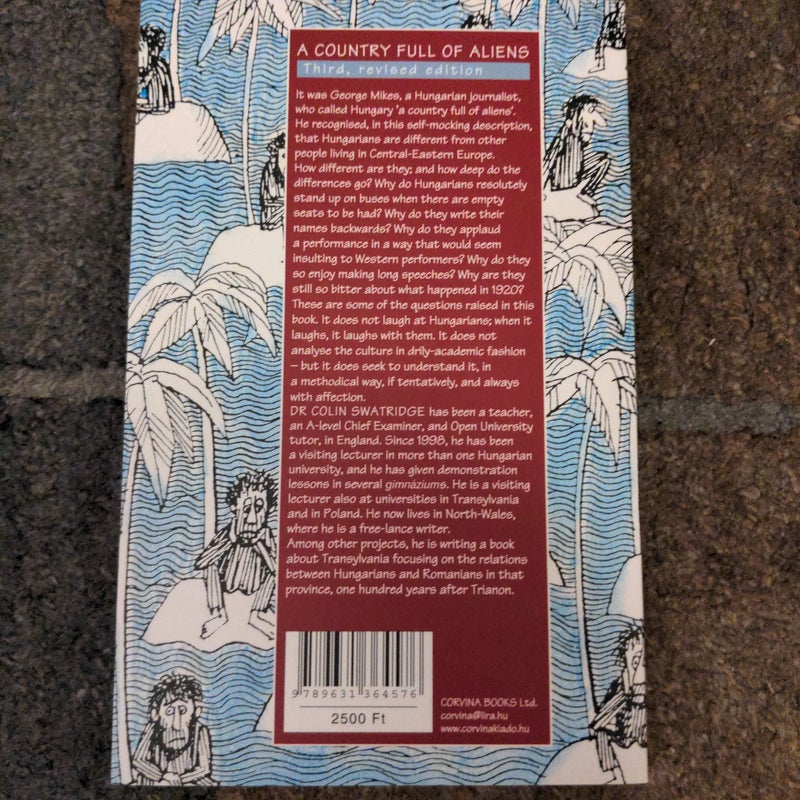 A COUNTRY FULL OF ALIENS
Third, revised edition
It was George Mikes, a Hungarian journalist,
who called Hungary 'a country full of aliens'.
He recognised, in this self-mocking description,
that Hungarians are different from other
people living in Central-Eastern Europe.
How different are they; and how deep do the
differences go? Why do Hungarians resolutely
stand up on buses when there are empty
seats to be had? Why do they write their
names backwards? Why do they applaud
a performance in a way that would seem
insulting to Western performers? Why do they
so enjoy making long speeches? Why are they
still so bitter about what happened in 1920?
These are some of the questions raised in this
book. It does not laugh at Hungarians; when it
laughs, it laughs with them. It does not
analyse the culture in drily-academic fashion
– but it does seek to understand it, in
a methodical way, if tentatively, and always
with affection.
DR COLIN SWATRIDGE has been a teacher,
an A-level Chief Examiner, and Open University
tutor, in England. Since 1998, he has been
a visiting lecturer in more than one Hungarian
university, and he has given demonstration
lessons in several gimnáziums. He is a visiting
lecturer also at universities in Transylvania
and in Poland. He now lives in North-Wales,
where he is a free-lance writer.
Among other projects, he is writing a book
about Transylvania focusing on the relations
between Hungarians and Romanians in that
province, one hundred years after Trianon.
9 789631 364576
2500 Ft
CORVINA BOOKS Ltd.
corvina@lira.hu
www.corvinakiado.hu